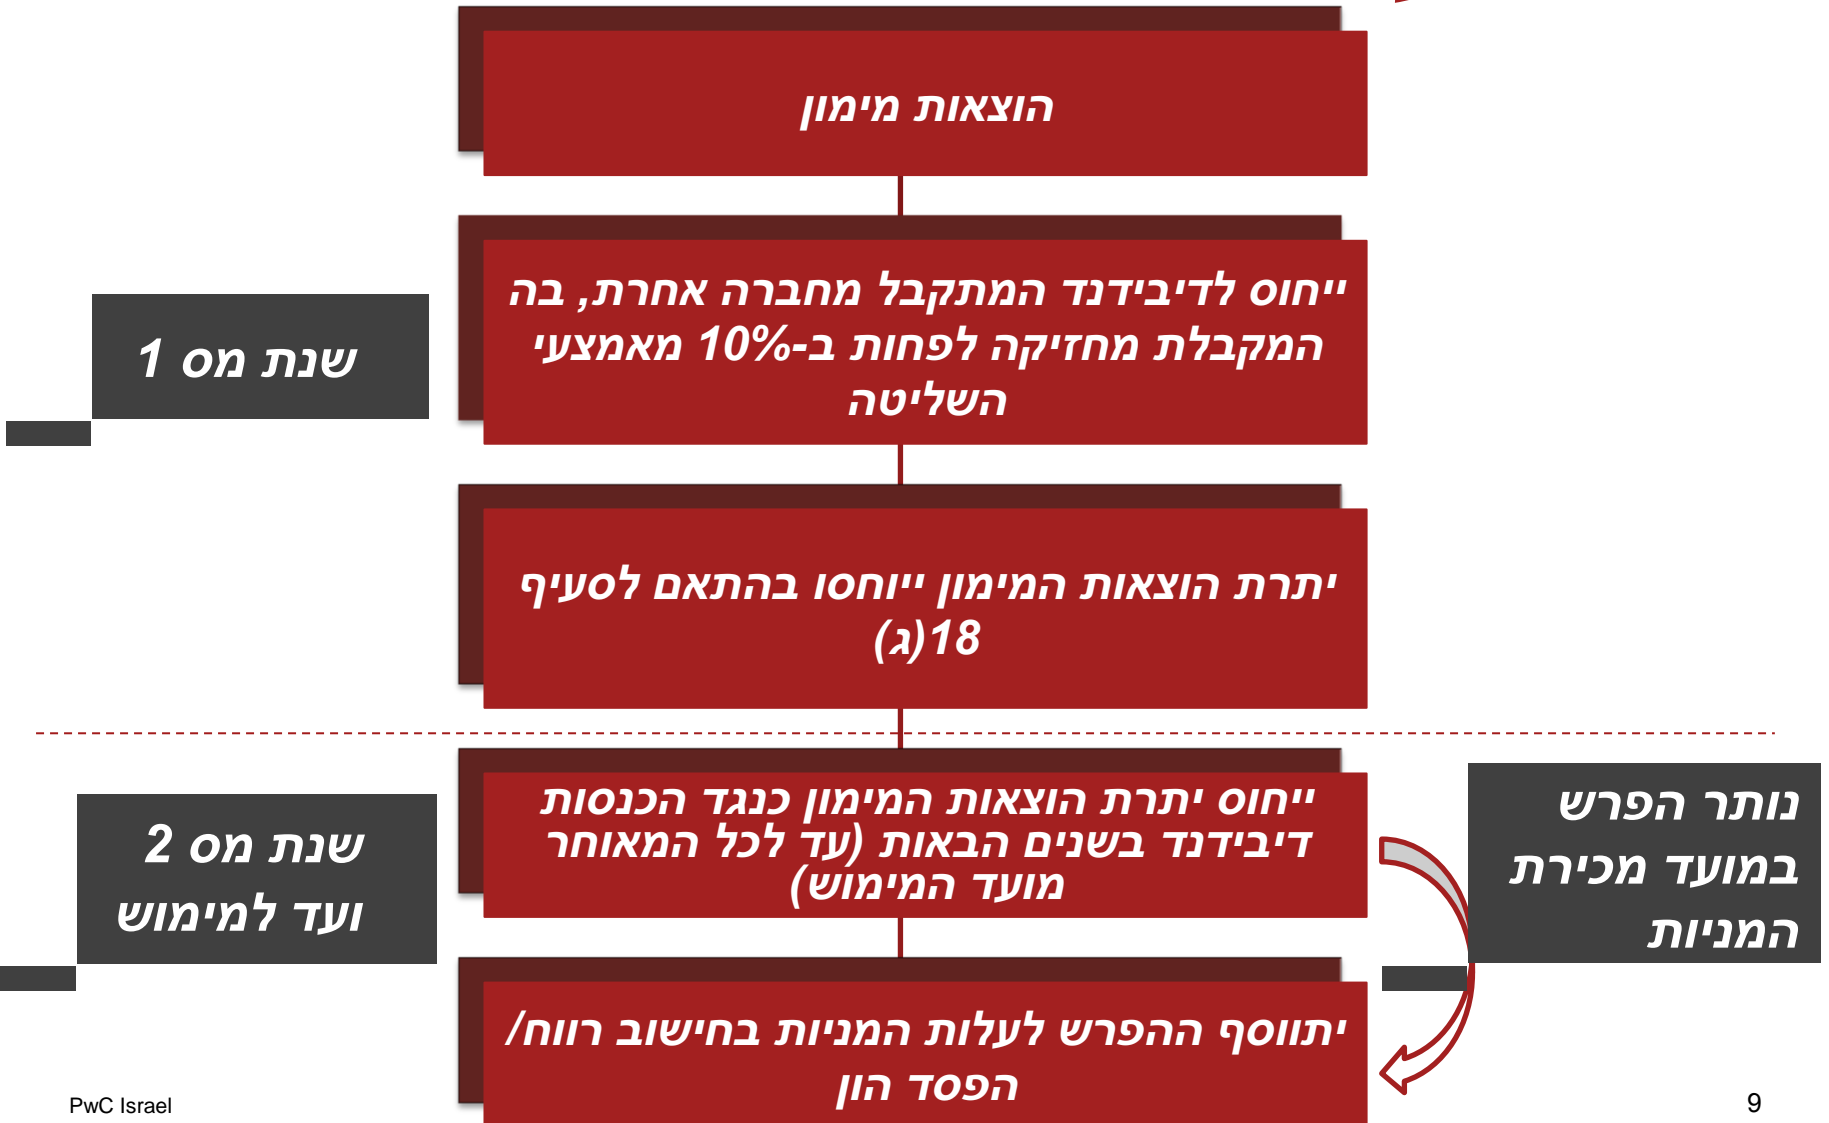 הוצאות מימון
ייחוס לדיבידנד המתקבל מחברה אחרת, בה
המקבלת מחזיקה לפחות ב-10% מאמצעי
השליטה
שנת מס 1
יתרת הוצאות המימון ייוחסו בהתאם לסעיף
18(ג)
ייחוס יתרת הוצאות המימון כנגד הכנסות
דיבידנד בשנים הבאות (עד לכל המאוחר
מועד המימוש)
שנת מס 2
ועד למימוש
נותר הפרש
במועד מכירת
המניות
יתווסף ההפרש לעלות המניות בחישוב רווח/
הפסד הון
PwC Israel
9